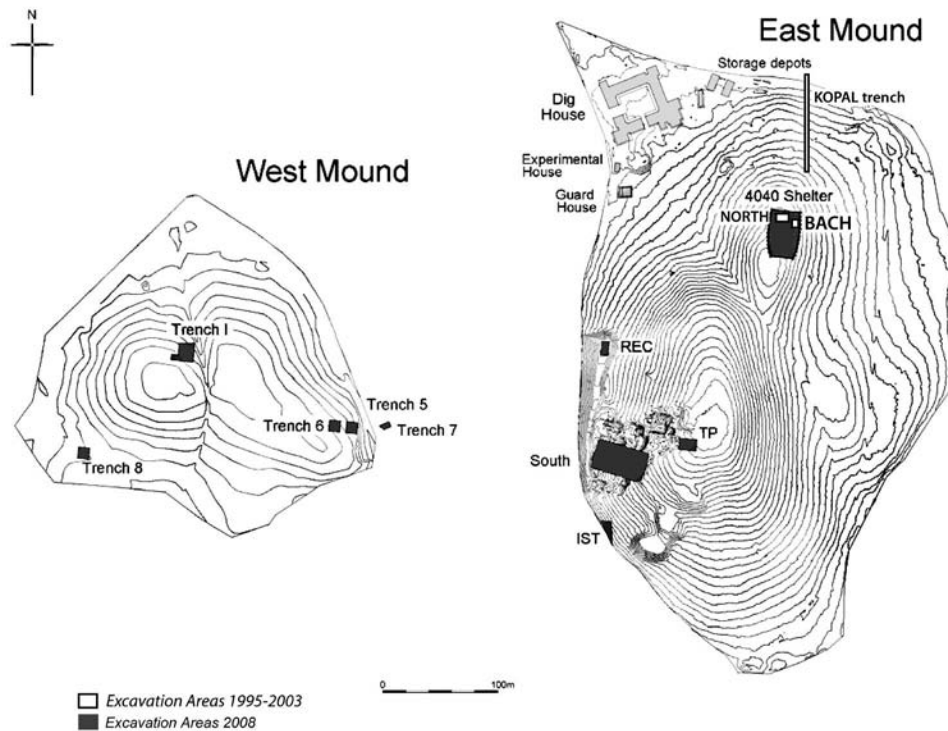 N
West Mound
Trench I
Trench 5
Trench 6
Trench 7
Trench 8
East Mound
Storage depots
KOPAL trench
Dig
House
Experimental
House
Guard
House
4040 Shelter
NORTH
BACH
REC
TP
South
IST
0
100m
Excavation Areas 1995-2003
Excavation Areas 2008